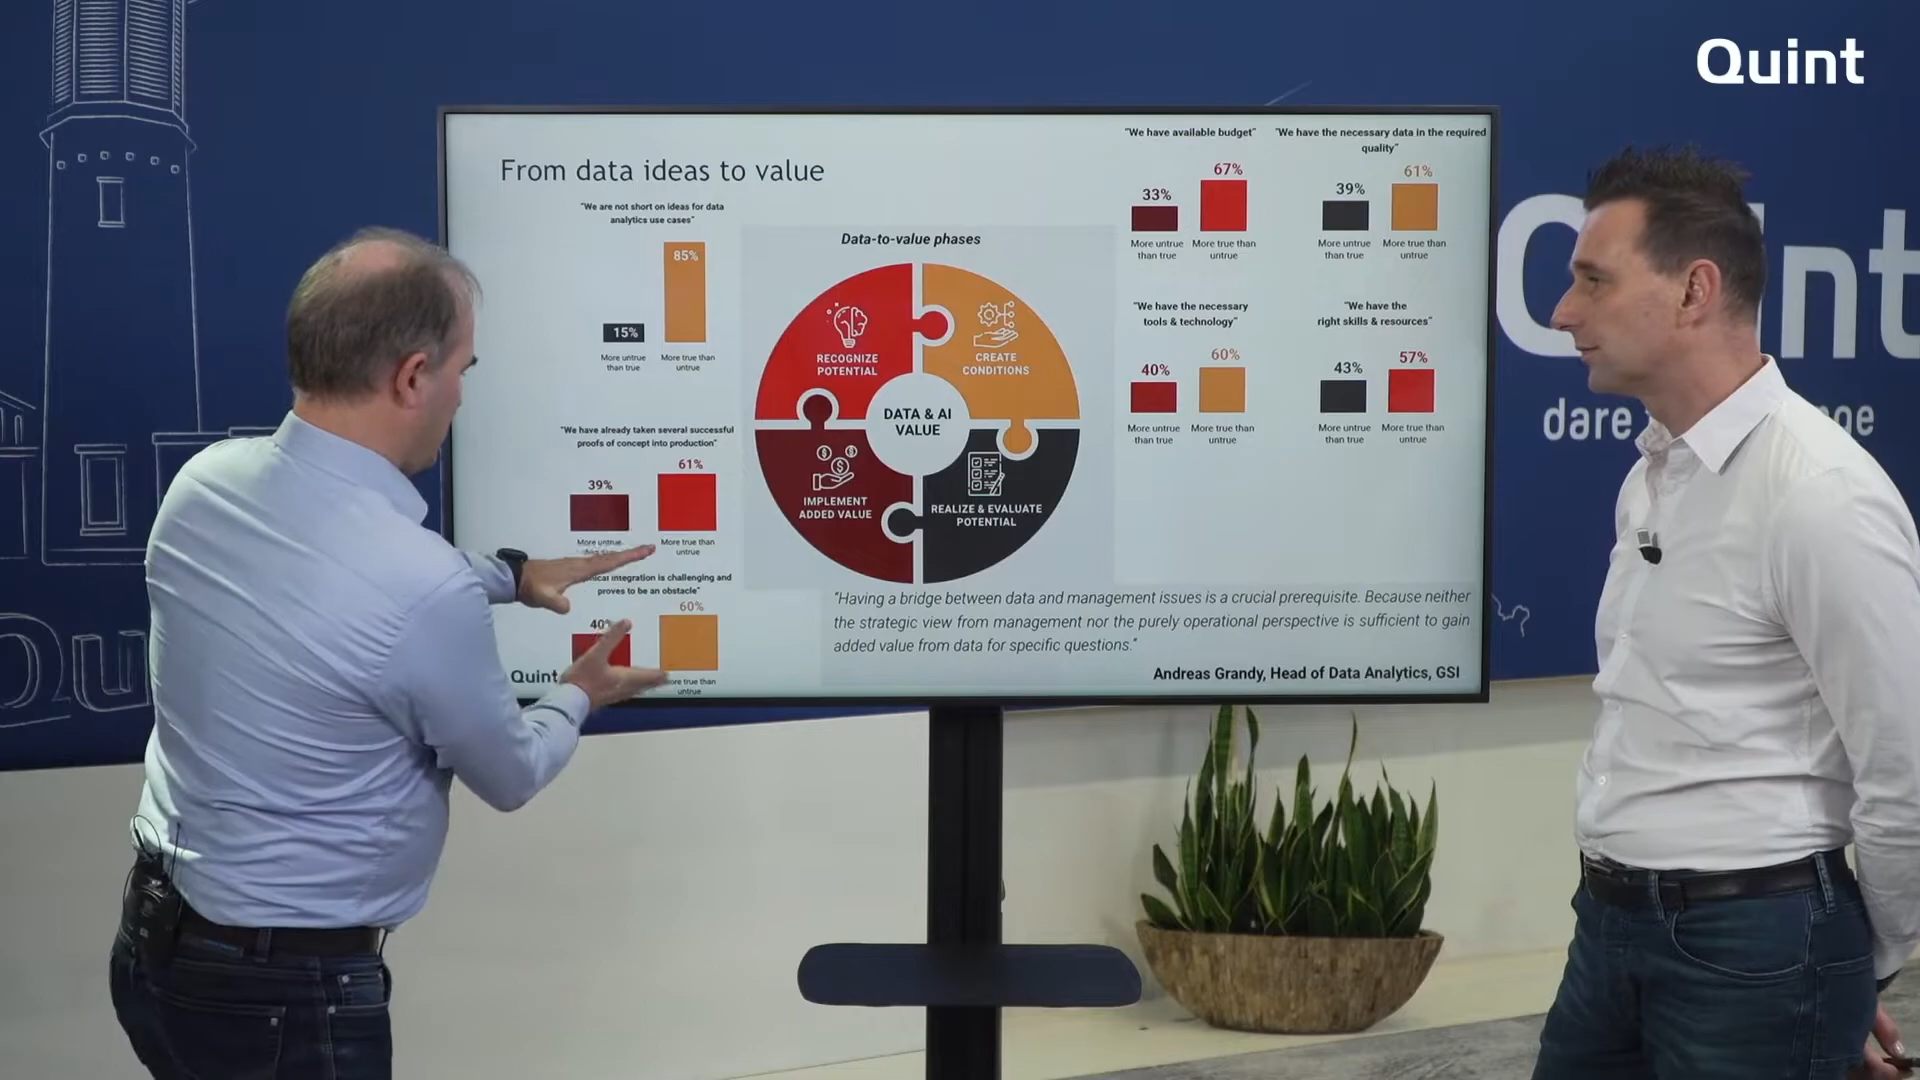 Quint
From data ideas to value
"We are not short on ideas for data
analytics use cases"
85%
15%
More untrue
than true
More true than
untrue
"We have already taken several successful
proofs of concept into production"
61%
39%
More untrue
More true than
untrue
integration is challenging and
proves to be an obstacle"
60%
40%
true than
untrue
Quint
Data-to-value phases
RECOGNIZE
POTENTIAL
CREATE
CONDITIONS
DATA & AI
VALUE
IMPLEMENT
ADDED VALUE
REALIZE & EVALUATE
POTENTIAL
"We have available budget"
67%
33%
More untrue
than true
More true than
untrue
"We have the necessary data in the required
quality"
61%
39%
More untrue
than true
More true than
untrue
"We have the necessary
tools & technology"
60%
40%
More untrue
than true
More true than
untrue
"We have the
right skills & resources"
57%
43%
More untrue
than true
More true than
untrue
"Having a bridge between data and management issues is a crucial prerequisite. Because neither
the strategic view from management nor the purely operational perspective is sufficient to gain
added value from data for specific questions."
Andreas Grandy, Head of Data Analytics, GSI
dare